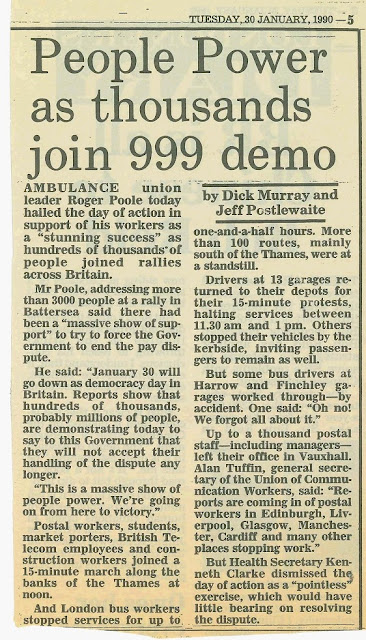 TUESDAY, 30 JANUARY, 1990—5
People Power
as thousands
join 999 demo
AMBULANCE union
leader Roger Poole today
hailed the day of action in
support of his workers as
a “stunning success” as
hundreds of thousands of
people joined rallies
across Britain.
Mr Poole, addressing more
than 3000 people at a rally in
Battersea said there had
been a “massive show of sup-
port” to try to force the Gov-
ernment to end the pay dis-
pute.
He said: “January 30 will
go down as democracy day in
Britain. Reports show that
hundreds of thousands,
probably millions of people,
are demonstrating today to
say to this Government that
they will not accept their
handling of the dispute any
longer.
“This is a massive show of
people power. We're going
on from here to victory.”
Postal workers, students,
market porters, British Te-
lecom employees and con-
struction workers joined a
15-minute march along the
banks of the Thames at
noon.
And London bus workers
stopped services for up to
by Dick Murray and
Jeff Postlewaite
one-and-a-half hours. More
than 100 routes, mainly
south of the Thames, were at
a standstill.
Drivers at 13 garages re-
turned to their depots for
their 15-minute protests,
halting services between
11.30 am and 1 pm. Others
stopped their vehicles by the
kerbside, inviting passen-
gers to remain as well.
But some bus drivers at
Harrow and Finchley ga-
rages worked through—by
accident. One said: “Oh no!
We forgot all about it.”
Up to a thousand postal
staff—including managers—
left their office in Vauxhall.
Alan Tuffin, general secre-
tary of the Union of Commu-
nication Workers, said: “Re-
ports are coming in of postal
workers in Edinburgh, Liv-
erpool, Glasgow, Manches-
ter, Cardiff and many other
places stopping work.”
But Health Secretary Ken-
neth Clarke dismissed the
day of action as a “pointless”
exercise, which would have
little bearing on resolving
the dispute.